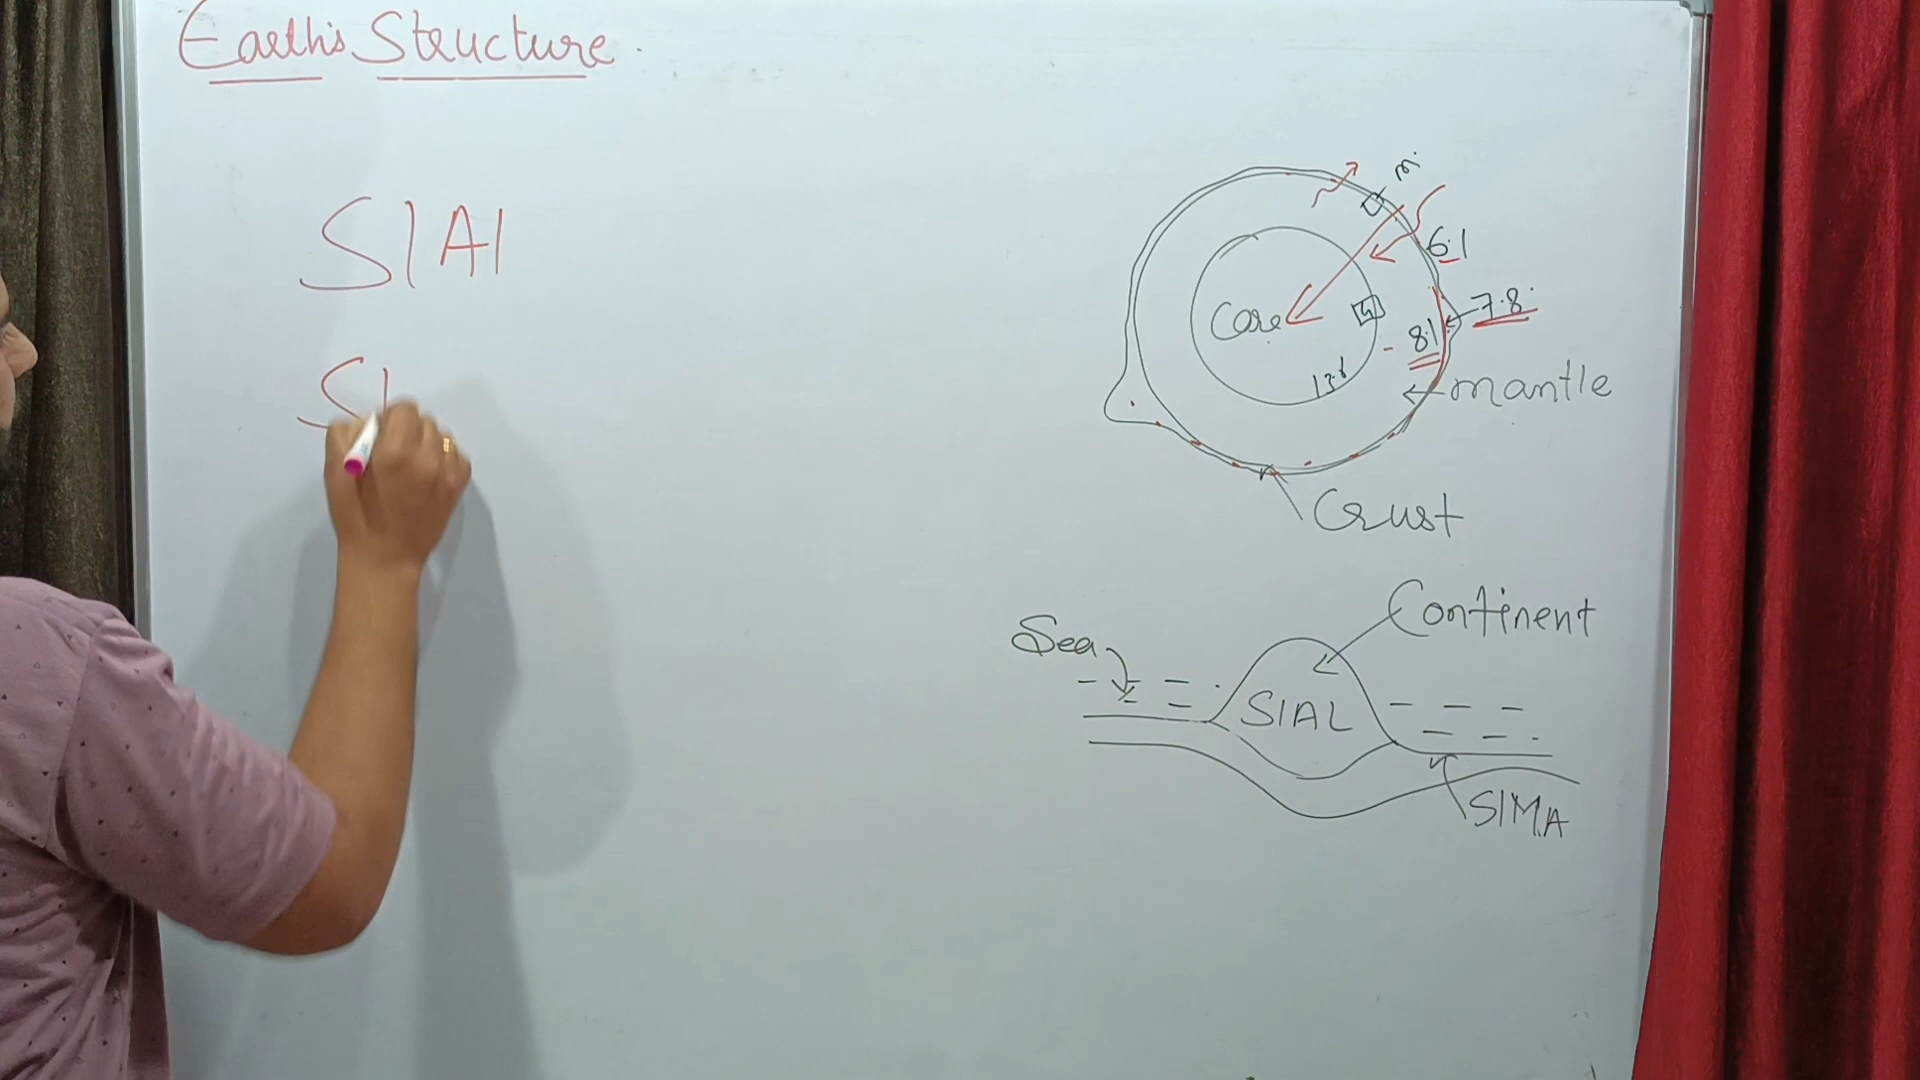 Earth's Structure.
SIAl
SI
m.
6.1
Core
G
7.8.
- 8.1
mantle
Crust
Continent
Sea
SIAL
SIMA